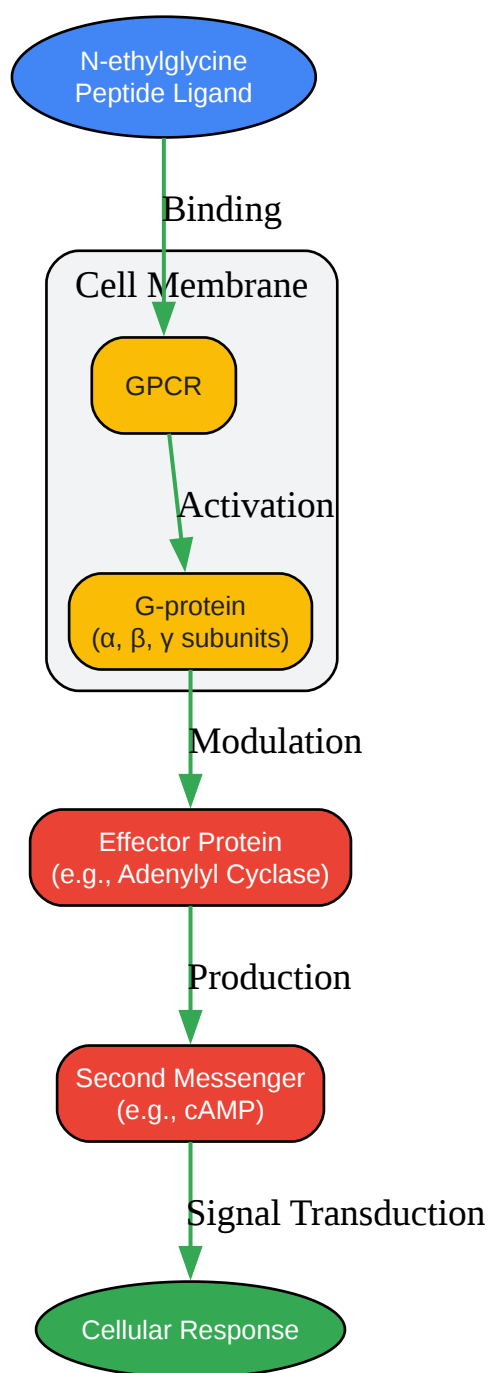 N-ethylglycine
Peptide Ligand
Binding
Cell Membrane
GPCR
Activation
G-protein
(α, β, γ subunits)
Modulation
Effector Protein
(e.g., Adenylyl Cyclase)
Production
Second Messenger
(e.g., cAMP)
Signal Transduction
Cellular Response